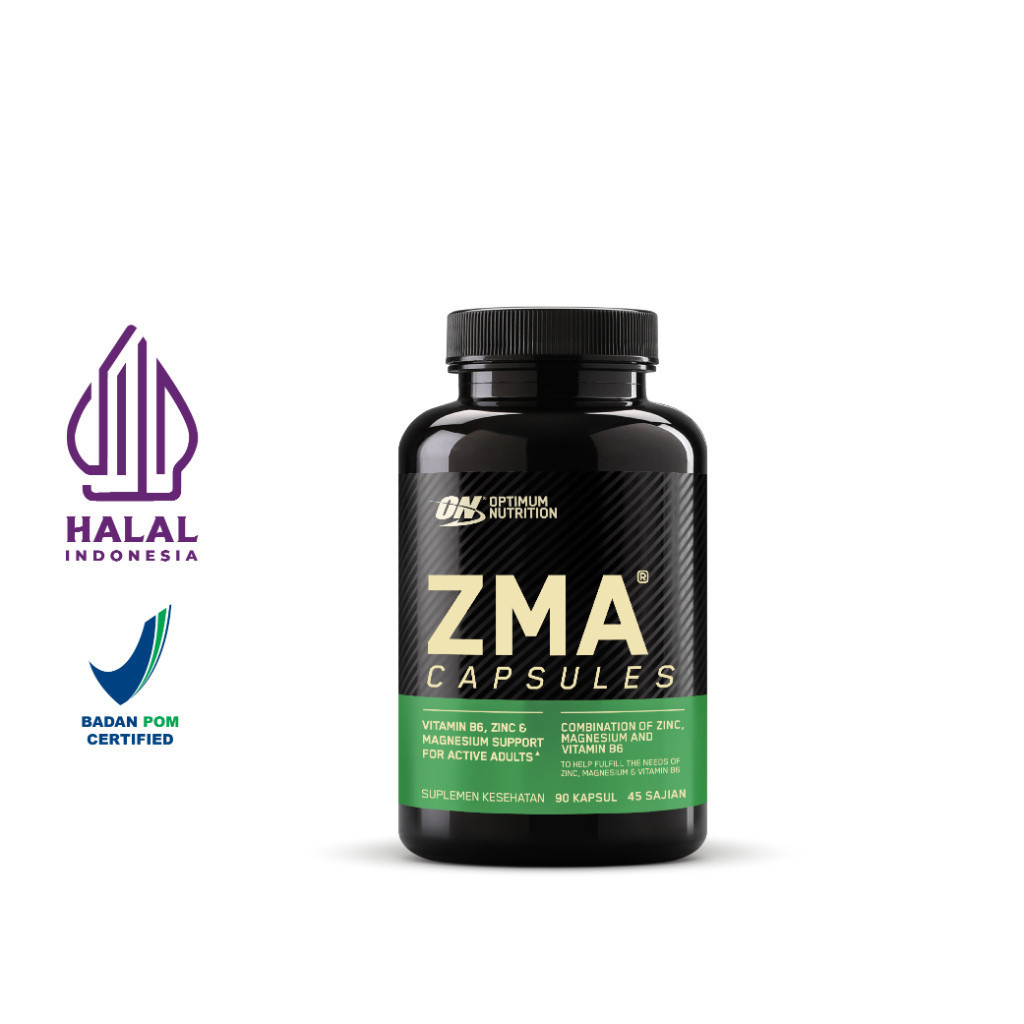 HALAL
INDONESIA
BADAN POM
CERTIFIED
ON OPTIMUM
NUTRITION
ZMA®
CAPSULES
VITAMIN B6, ZINC &
MAGNESIUM SUPPORT
FOR ACTIVE ADULTS▲
COMBINATION OF ZINC,
MAGNESIUM AND
VITAMIN B6
TO HELP FULFILL THE NEEDS OF
ZINC, MAGNESIUM & VITAMIN B6
SUPLEMEN KESEHATAN 90 KAPSUL 45 SAJIAN